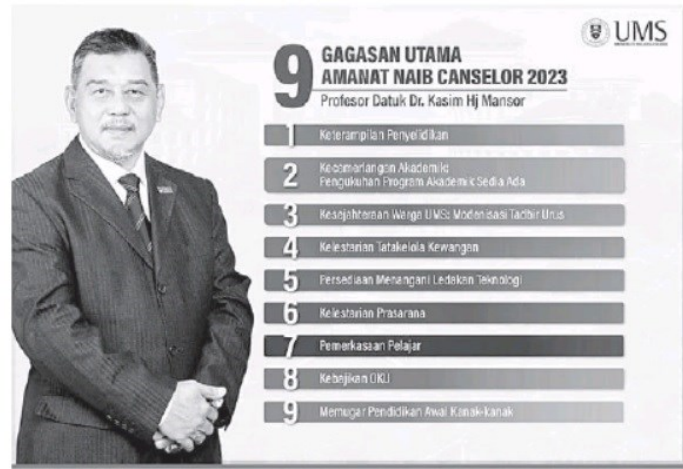 UMS
9 GAGASAN UTAMA
AMANAT NAIB CANSELOR 2023
Profesor Datuk Dr. Kasim Hj Mansor
1 Keterampilan Penyelidikan
2 Kecemerlangan Akademik:
Pengukuhan Program Akademik Sedia Ada
3 Kesejahteraan Warga UMS: Modenisasi Tadbir Urus
4 Kelestarian Tatakelola Kewangan
5 Persediaan Menangani Ledakan Teknologi
6 Kelestarian Prasarana
7 Pemerkasaan Pelajar
8 Kebajikan OKU
9 Memugar Pendidikan Awal Kanak-kanak